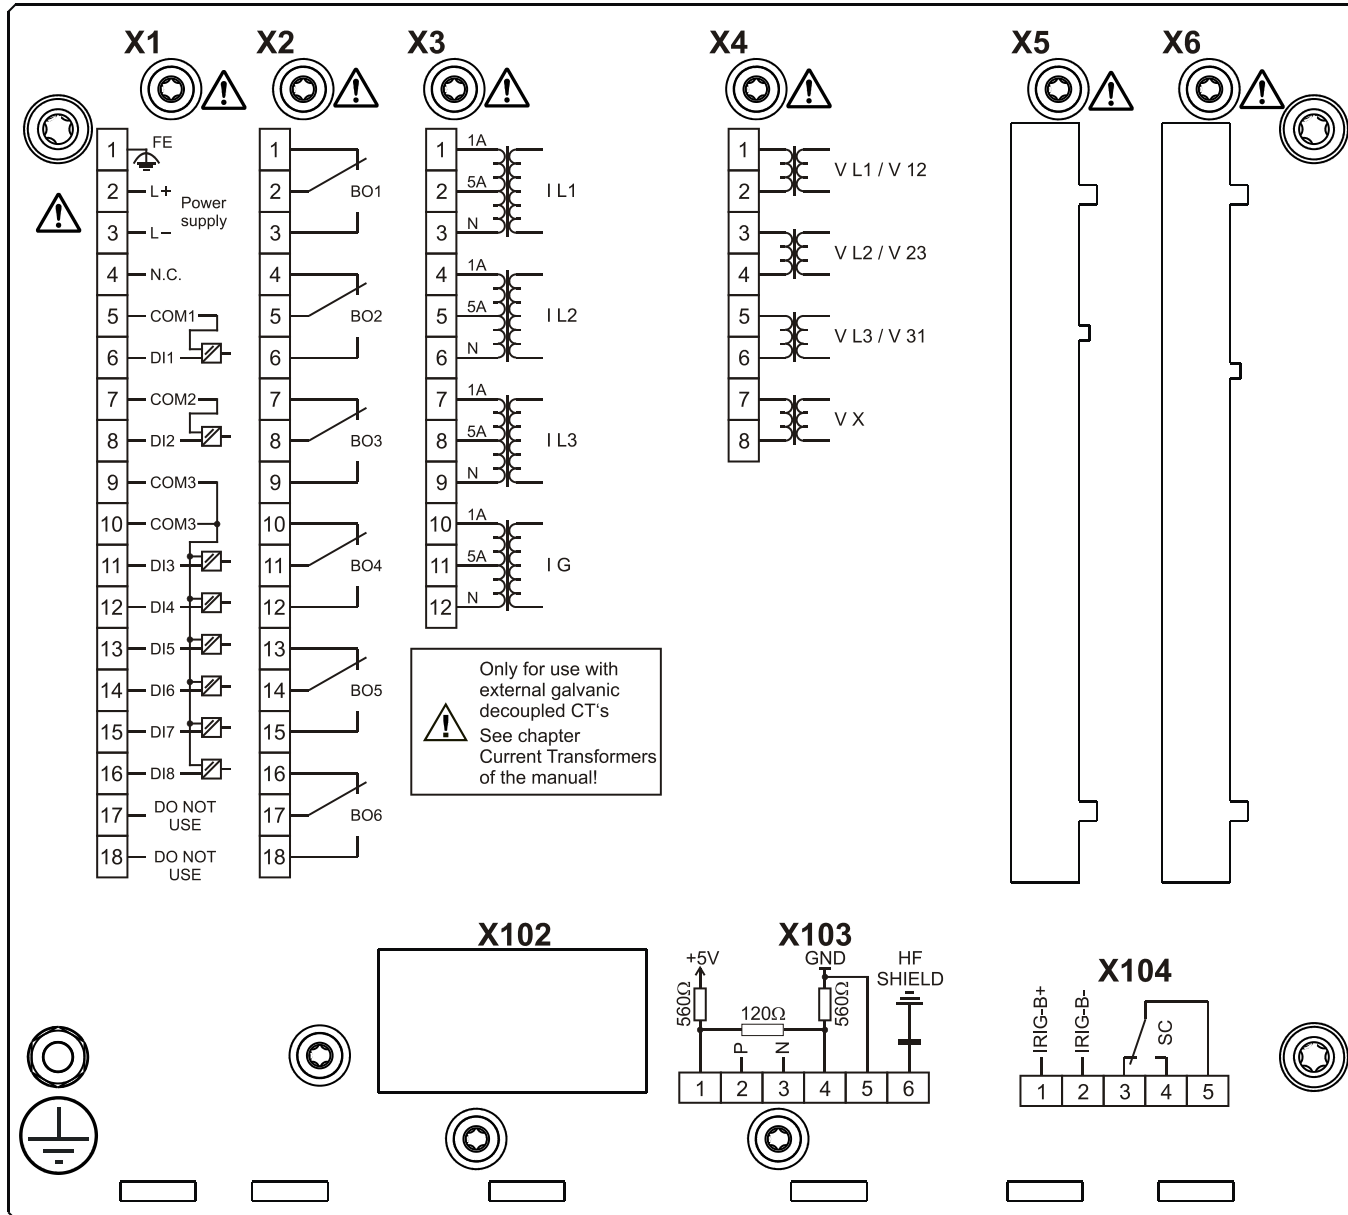 X1
X2
X3
X4
X5
X6
1 FE
2 L+
3 L–
Power
supply
4 N.C.
5 COM1
6 DI1
7 COM2
8 DI2
9 COM3
10 COM3
11 DI3
12 DI4
13 DI5
14 DI6
15 DI7
16 DI8
17 DO NOT
USE
18 DO NOT
USE
1
2 BO1
3
4
5 BO2
6
7
8 BO3
9
10
11 BO4
12
13
14 BO5
15
16
17 BO6
18
1 1A
2 5A I L1
3 N
4 1A
5 5A I L2
6 N
7 1A
8 5A I L3
9 N
10 1A
11 5A I G
12 N
1
2
V L1 / V 12
3
4
V L2 / V 23
5
6
V L3 / V 31
7
8
V X
Only for use with
external galvanic
decoupled CT‘s
See chapter
Current Transformers
of the manual!
X102
X103
+5V
GND
HF
SHIELD
560Ω
120Ω
560Ω
P
N
1 2 3 4 5 6
X104
IRIG-B+
IRIG-B-
SC
1 2 3 4 5